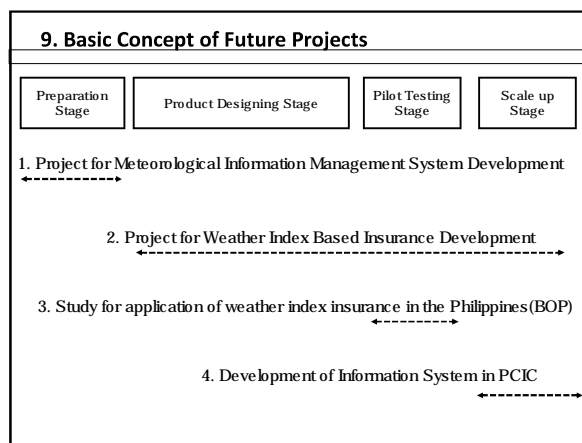 9. Basic Concept of Future Projects
Preparation
Stage
Product Designing Stage
Pilot Testing
Stage
Scale up
Stage
1. Project for Meteorological Information Management System Development
2. Project for Weather Index Based Insurance Development
3. Study for application of weather index insurance in the Philippines(BOP)
4. Development of Information System in PCIC